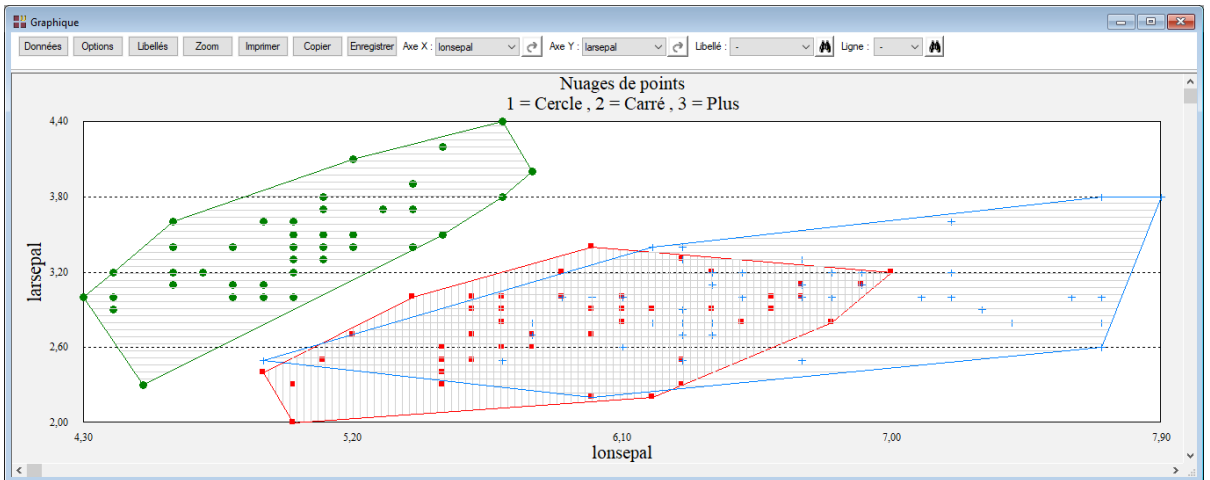 Graphique
Données Options Libellés Zoom Imprimer Copier Enregistrer Axe X : lonsepal Axe Y : larsepal Libellé : - Ligne : -
Nuages de points
1 = Cercle , 2 = Carré , 3 = Plus
4,40
3,80
3,20
2,60
2,00
larsepal
4,30 5,20 6,10 7,00 7,90
lonsepal